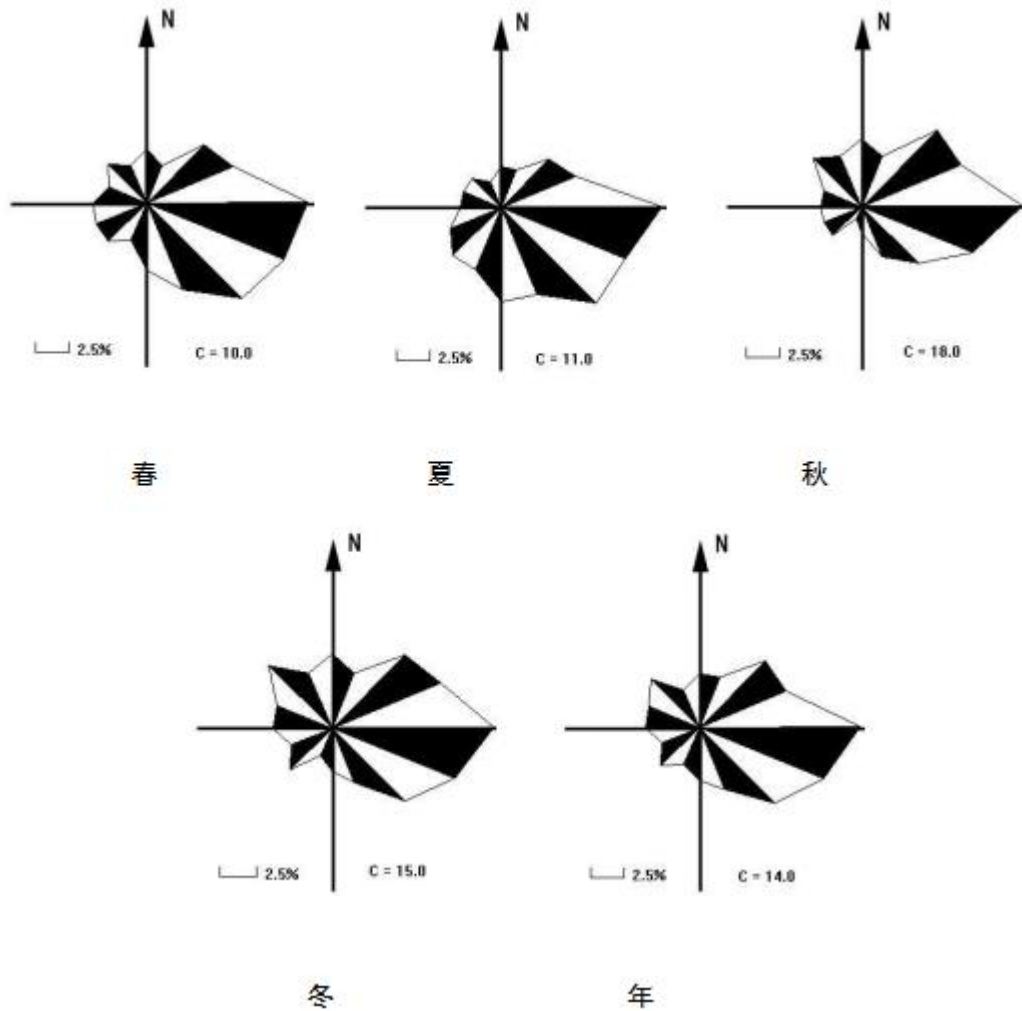 N
2.5% C = 10.0
春
N
2.5% C = 11.0
夏
N
2.5% C = 18.0
秋
N
2.5% C = 15.0
冬
N
2.5% C = 14.0
年